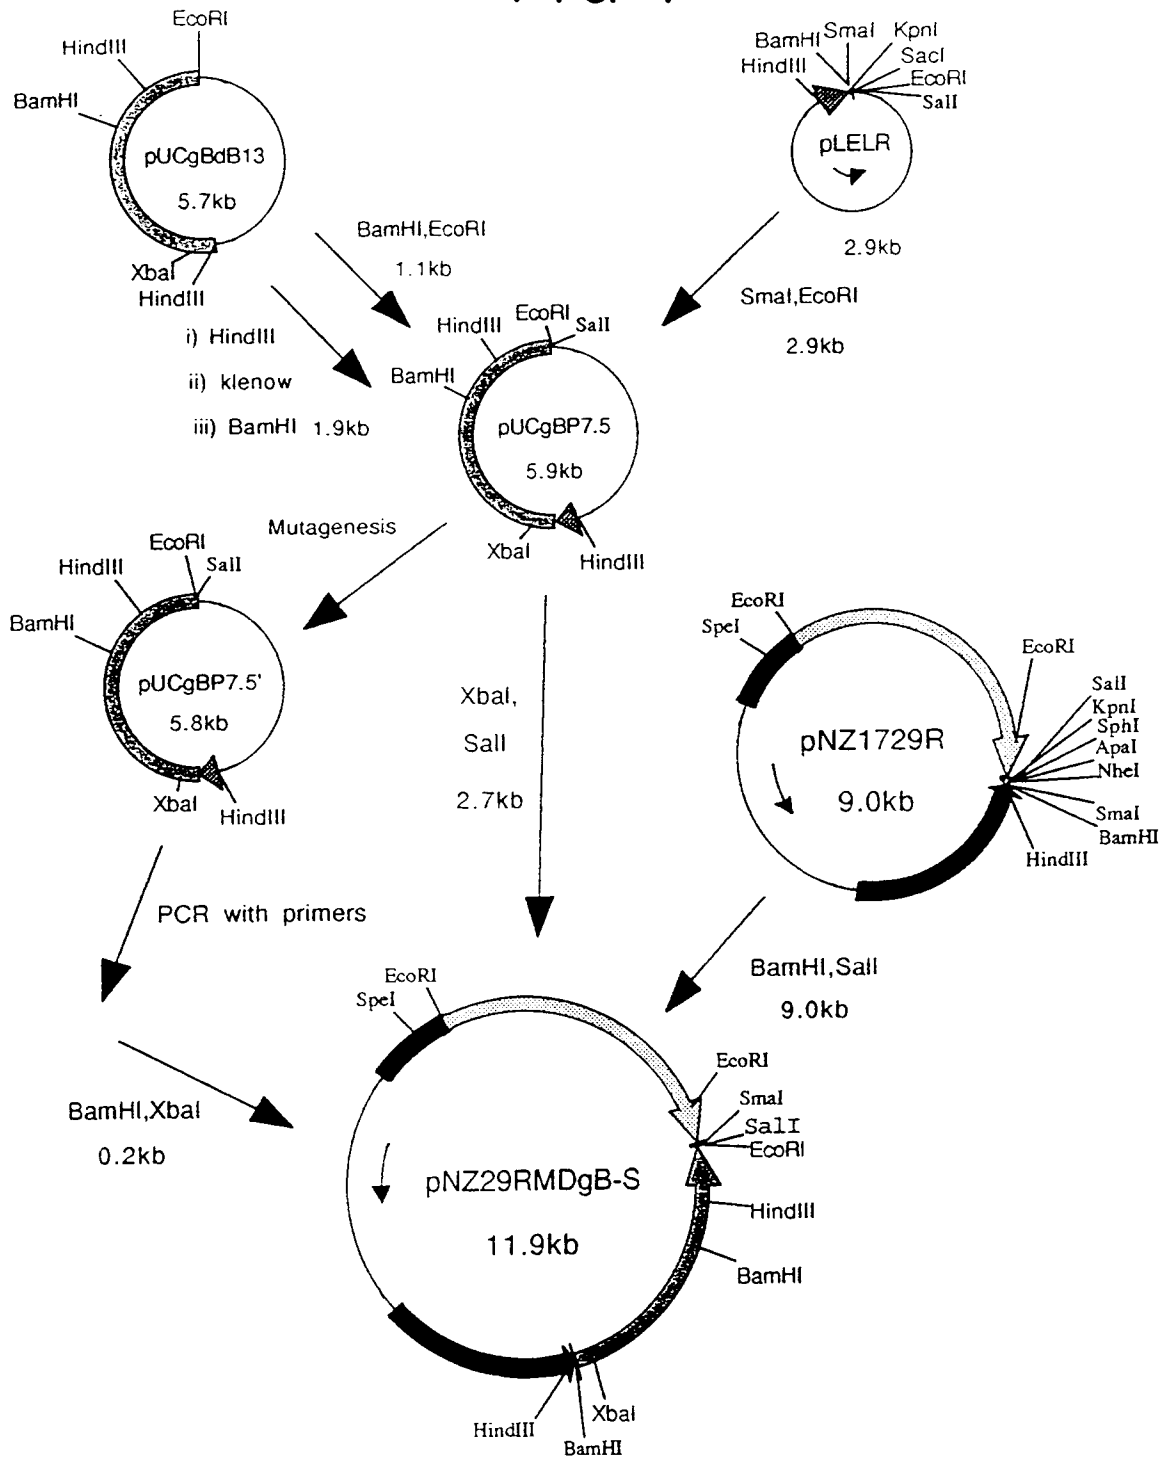 EcoRI
HindIII
BamHI
pUCgBdB13
5.7kb
XbaI
HindIII
SmaI
KpnI
BamHI
SacI
HindIII
EcoRI
SalI
pLELR
2.9kb
BamHI,EcoRI
1.1kb
SmaI,EcoRI
2.9kb
i) HindIII
ii) klenow
iii) BamHI 1.9kb
EcoRI
HindIII
SalI
BamHI
pUCgBP7.5
5.9kb
XbaI
HindIII
Mutagenesis
EcoRI
HindIII
SalI
BamHI
pUCgBP7.5'
5.8kb
XbaI
HindIII
XbaI,
SalI
2.7kb
EcoRI
SpeI
EcoRI
SalI
KpnI
SphI
ApaI
NheI
pNZ1729R
9.0kb
SmaI
BamHI
HindIII
PCR with primers
BamHI,SalI
9.0kb
BamHI,XbaI
0.2kb
EcoRI
SpeI
EcoRI
SmaI
SalI
EcoRI
pNZ29RMDgB-S
11.9kb
HindIII
BamHI
XbaI
HindIII
BamHI